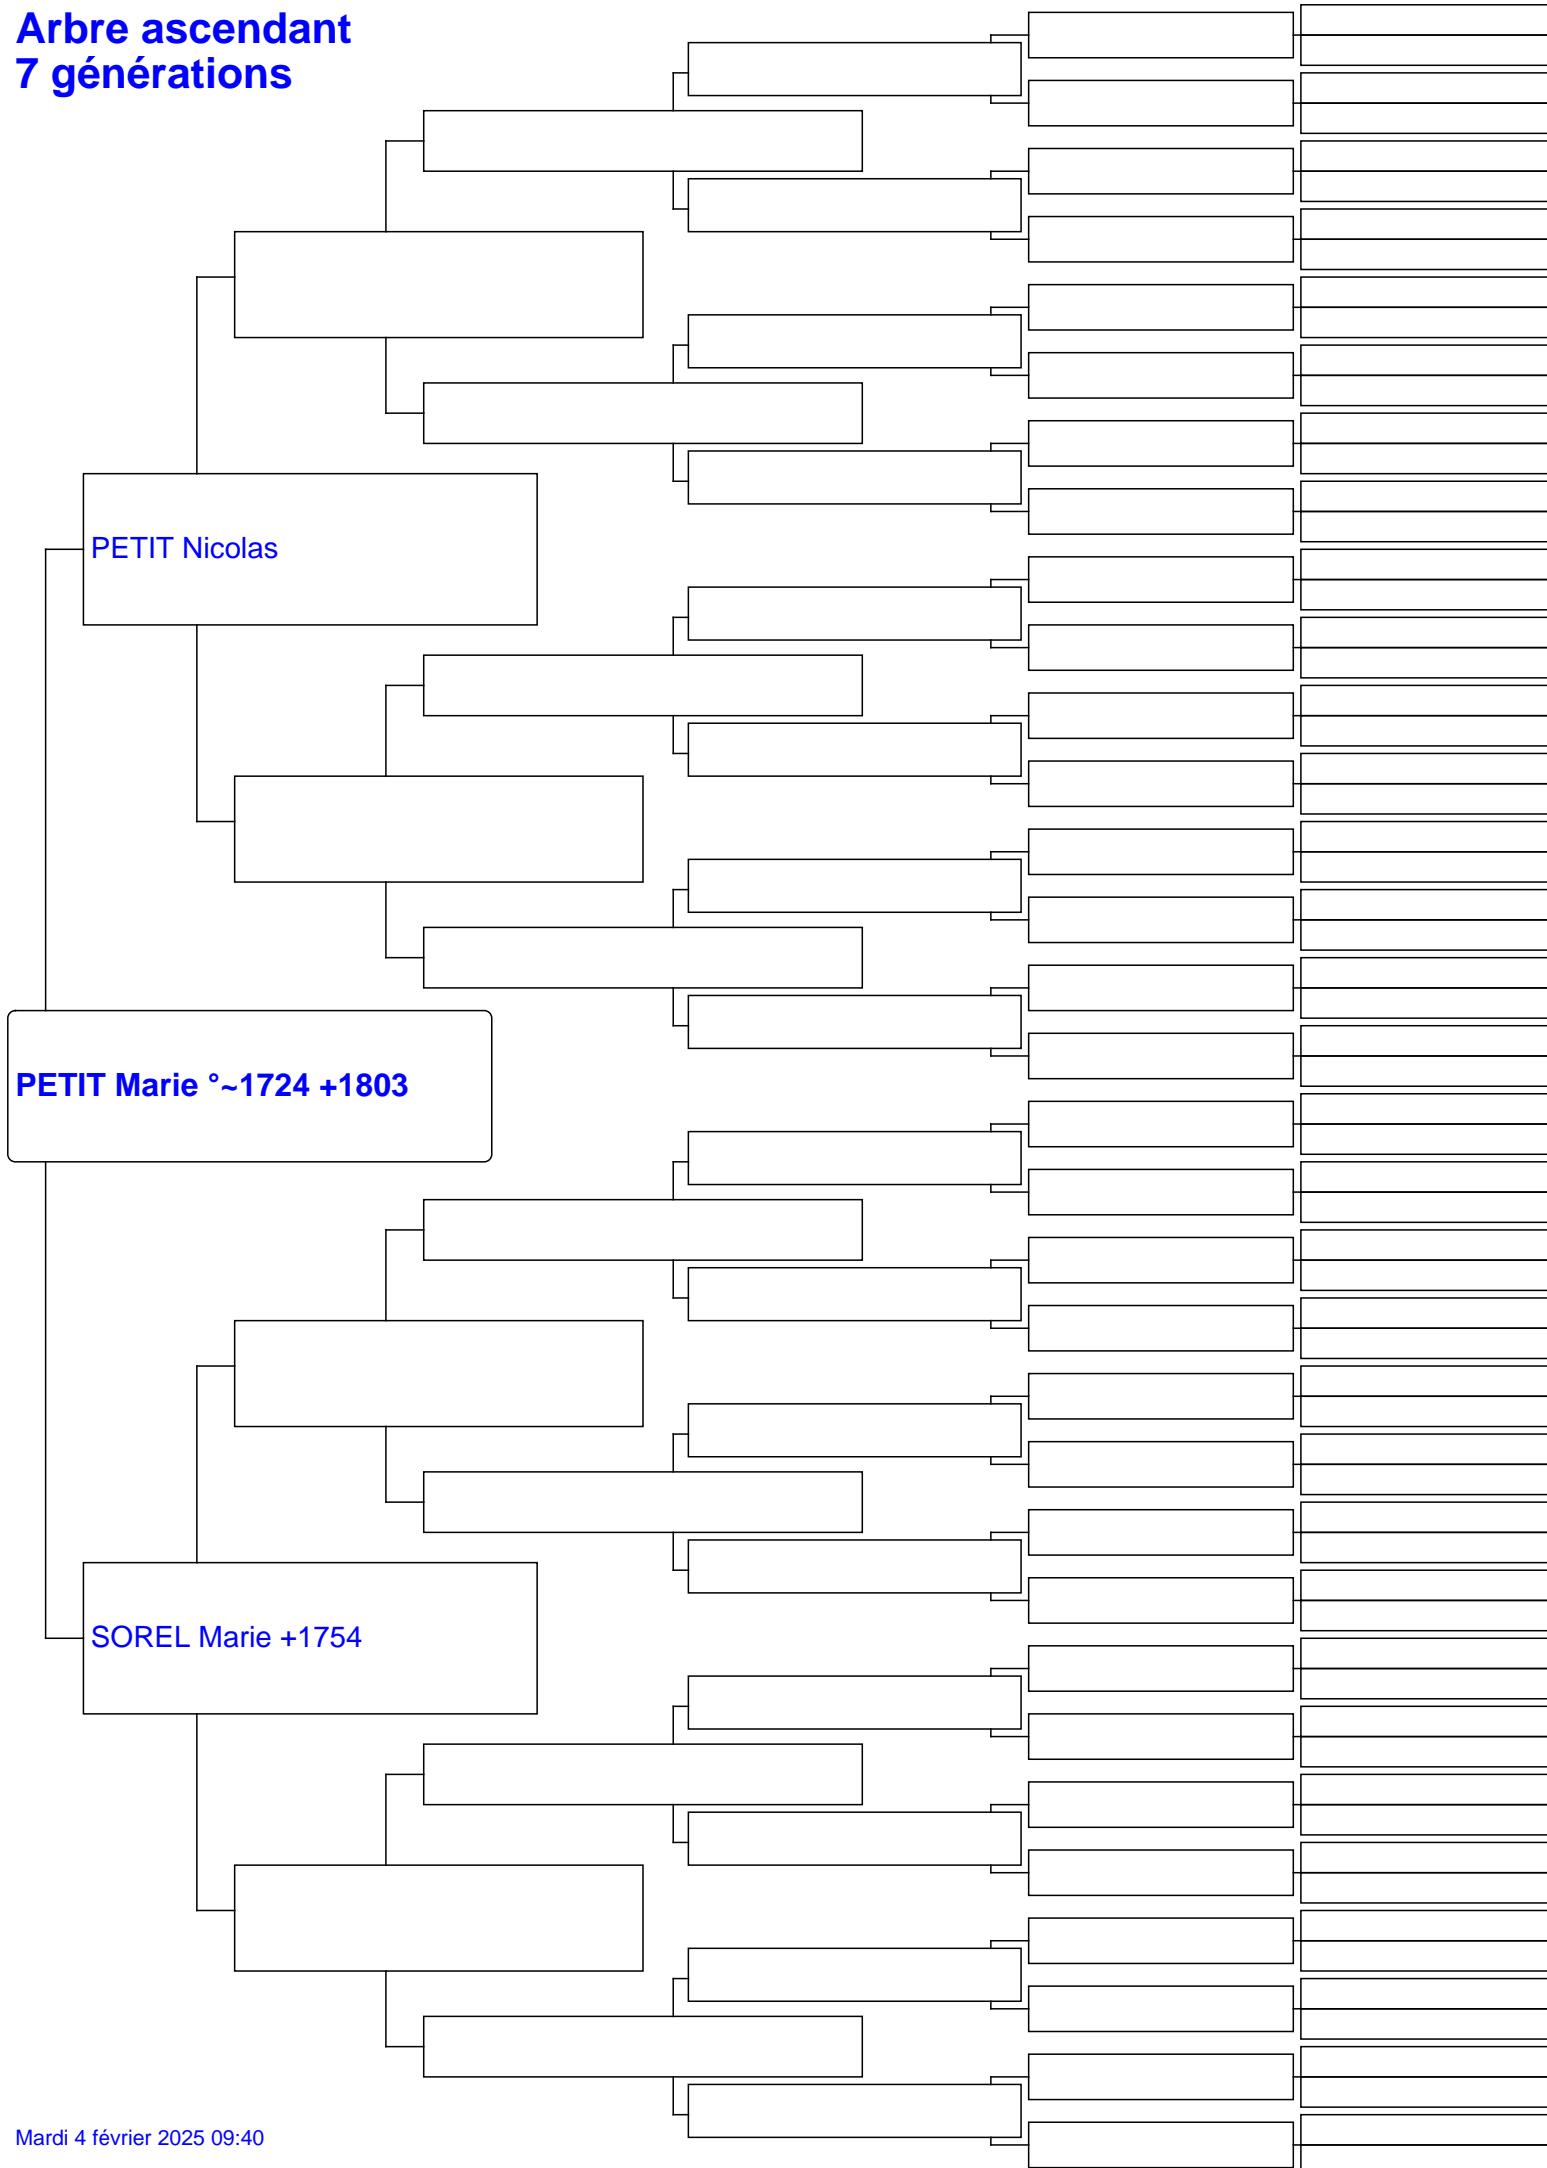 Arbre ascendant
7 générations
PETIT Nicolas
PETIT Marie °~1724 +1803
SOREL Marie +1754
Mardi 4 février 2025 09:40